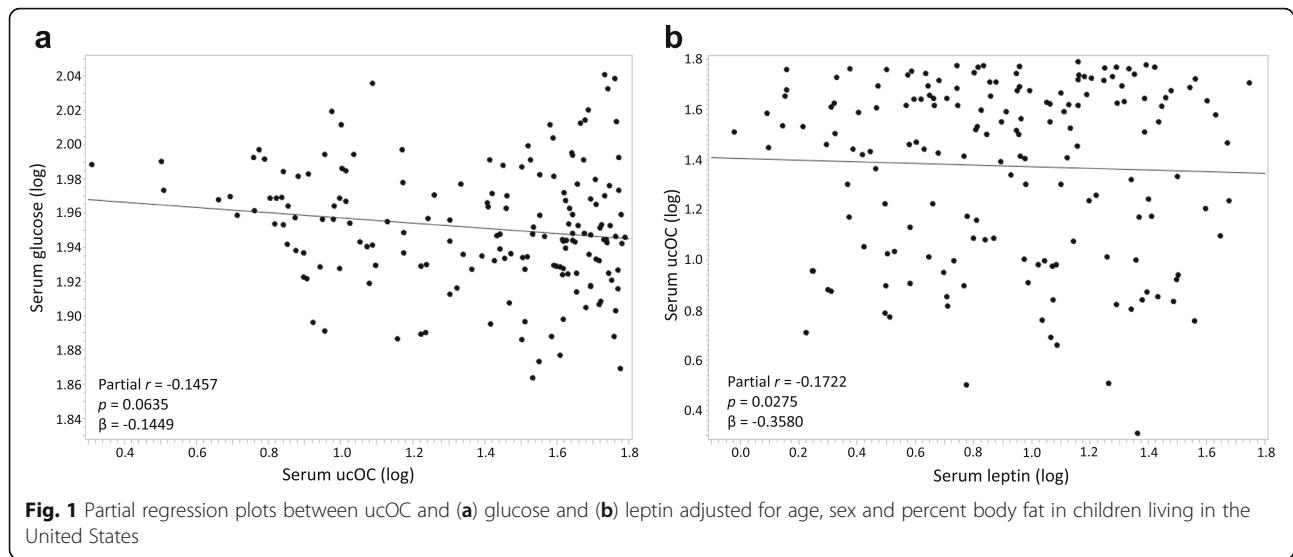 a
2.04
2.02
2.00
1.98
1.96
1.94
1.92
1.90
1.88
1.86
1.84
Serum glucose (log)
Partial r = -0.1457
p = 0.0635
β = -0.1449
0.4 0.6 0.8 1.0 1.2 1.4 1.6 1.8
Serum ucOC (log)
b
1.8
1.6
1.4
1.2
1.0
0.8
0.6
0.4
Serum ucOC (log)
Partial r = -0.1722
p = 0.0275
β = -0.3580
0.0 0.2 0.4 0.6 0.8 1.0 1.2 1.4 1.6 1.8
Serum leptin (log)
Fig. 1 Partial regression plots between ucOC and (a) glucose and (b) leptin adjusted for age, sex and percent body fat in children living in the
United States